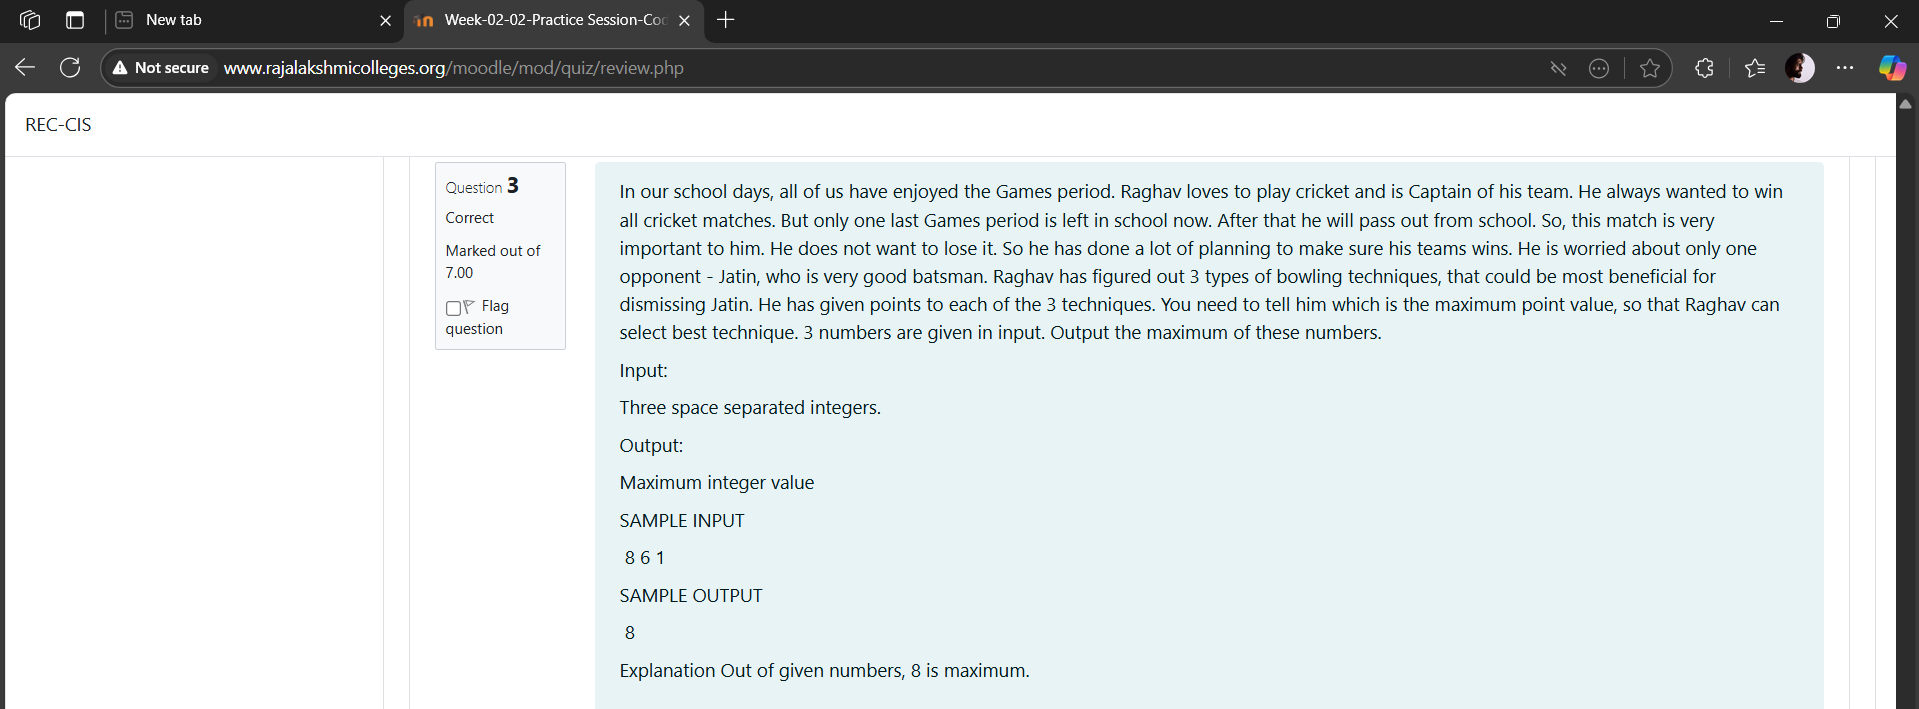 New tab
Week-02-02-Practice Session-Cod
Not secure www.rajalakshmicolleges.org/moodle/mod/quiz/review.php
REC-CIS
Question 3
Correct
Marked out of
7.00
Flag
question
In our school days, all of us have enjoyed the Games period. Raghav loves to play cricket and is Captain of his team. He always wanted to win
all cricket matches. But only one last Games period is left in school now. After that he will pass out from school. So, this match is very
important to him. He does not want to lose it. So he has done a lot of planning to make sure his teams wins. He is worried about only one
opponent - Jatin, who is very good batsman. Raghav has figured out 3 types of bowling techniques, that could be most beneficial for
dismissing Jatin. He has given points to each of the 3 techniques. You need to tell him which is the maximum point value, so that Raghav can
select best technique. 3 numbers are given in input. Output the maximum of these numbers.
Input:
Three space separated integers.
Output:
Maximum integer value
SAMPLE INPUT
8 6 1
SAMPLE OUTPUT
8
Explanation Out of given numbers, 8 is maximum.